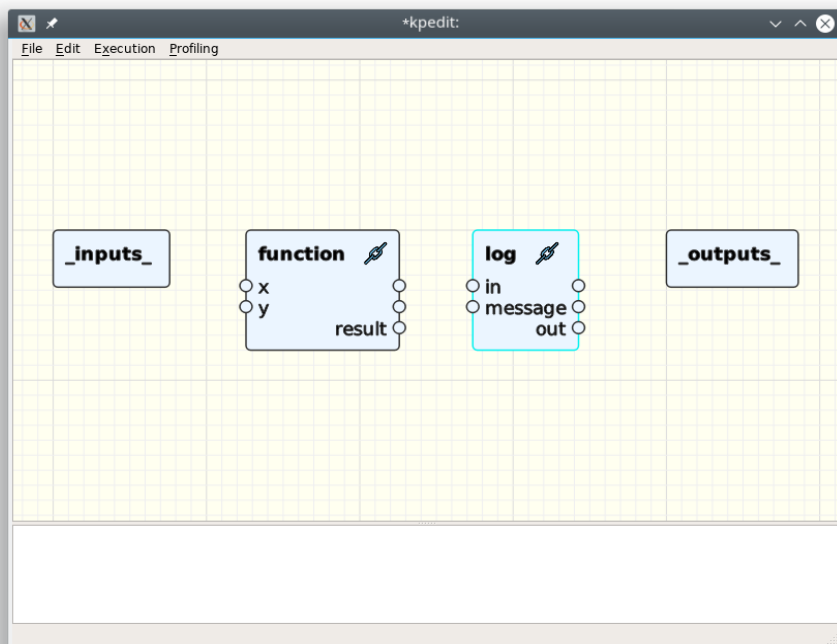 *kpedit:
File Edit Execution Profiling
_inputs_
function
x
y
result
log
in
message
out
_outputs_